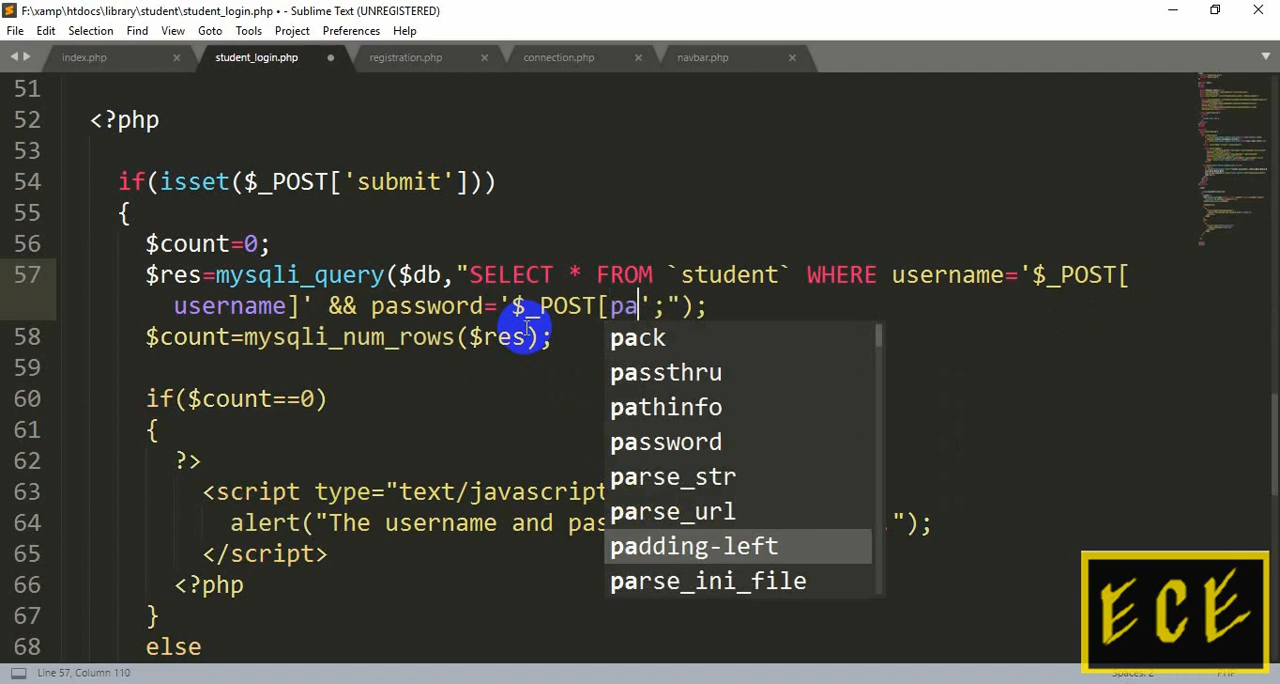 F:\xamp\htdocs\library\student\student_login.php • - Sublime Text (UNREGISTERED)
File Edit Selection Find View Goto Tools Project Preferences Help
index.php × student_login.php ● registration.php × connection.php × navbar.php ×
51
52 <?php
53
54 if(isset($_POST['submit']))
55 {
56 $count=0;
57 $res=mysqli_query($db,"SELECT * FROM `student` WHERE username='$_POST[
username]' && password='$_POST[pa';");
58 $count=mysqli_num_rows($res);
pack
59
passthru
60 if($count==0)
pathinfo
61 {
password
62 ?>
parse_str
63 <script type="text/javascript
parse_url
64 alert("The username and pas ");
padding-left
65 </script>
parse_ini_file
66 <?php
67 }
68 else
ECE
Line 57, Column 110